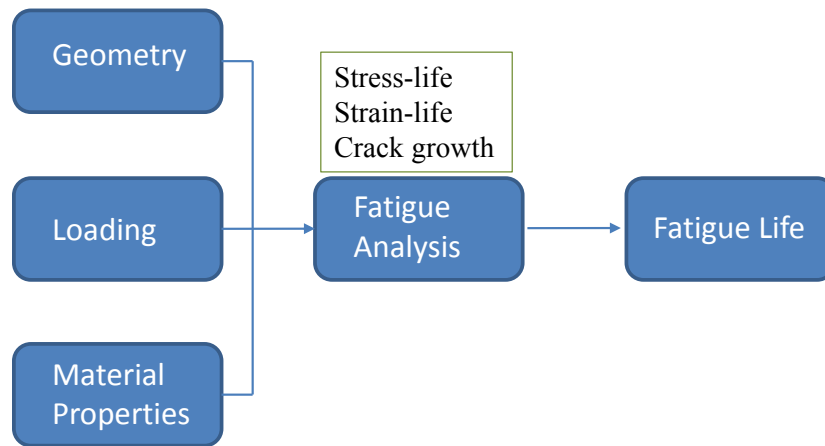 Geometry
Stress-life
Strain-life
Crack growth
Loading
Fatigue
Analysis
Fatigue Life
Material
Properties